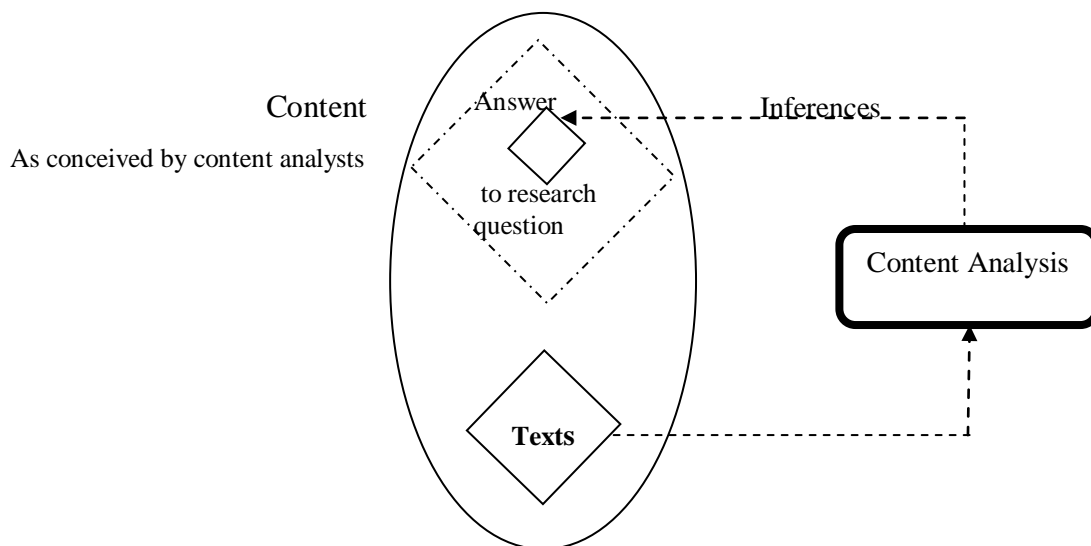 Content
As conceived by content analysts
Answer
to research
question
Inferences
Content Analysis
Texts